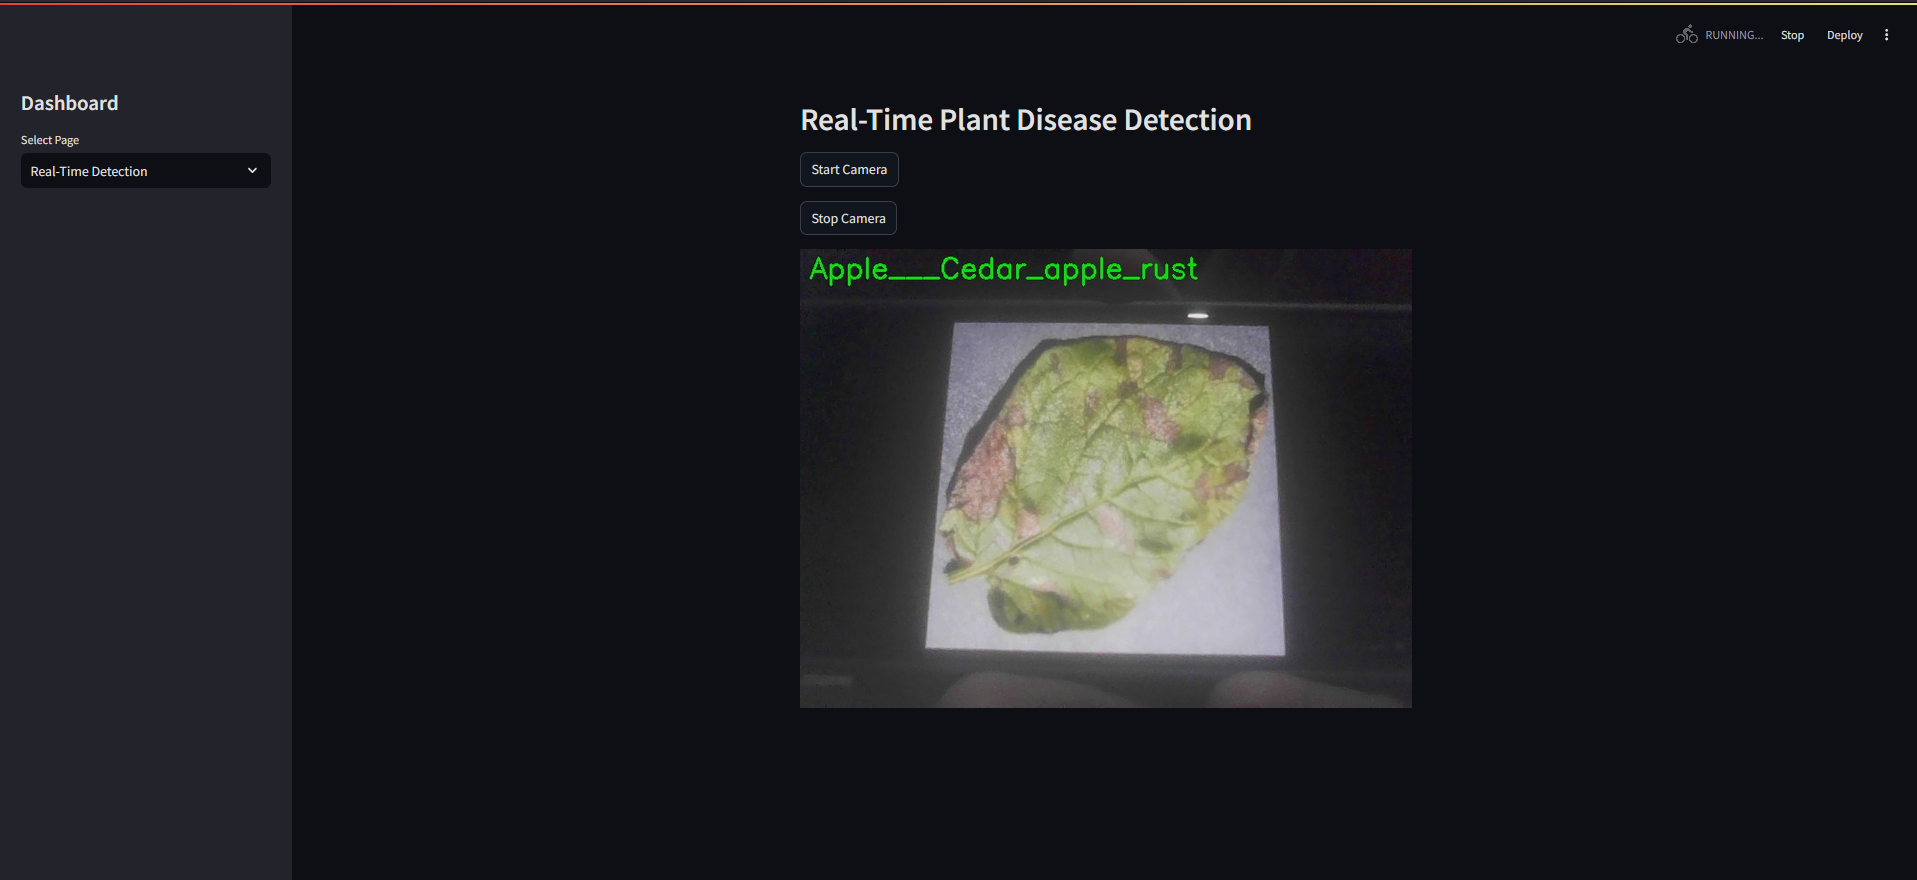 RUNNING...
Stop
Deploy
Dashboard
Select Page
Real-Time Detection
Real-Time Plant Disease Detection
Start Camera
Stop Camera
Apple___Cedar_apple_rust